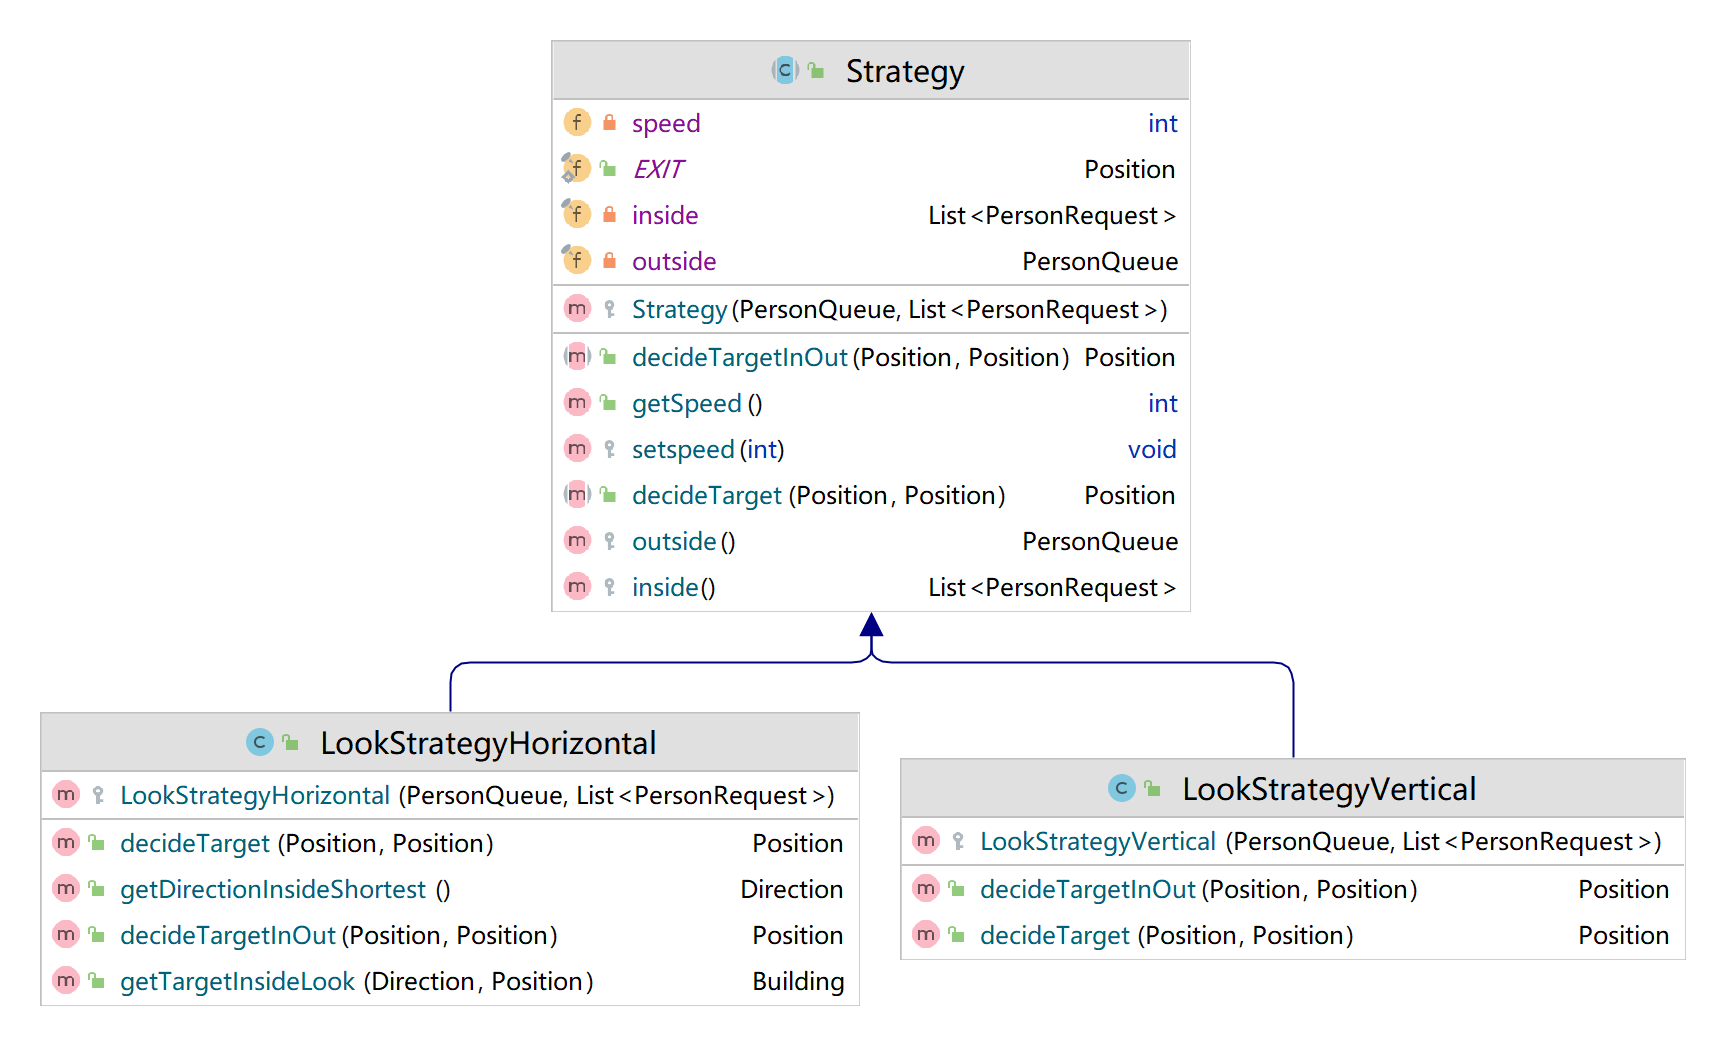 Strategy
speed int
EXIT Position
inside List<PersonRequest>
outside PersonQueue
Strategy(PersonQueue, List<PersonRequest>)
decideTargetInOut(Position, Position) Position
getSpeed() int
setspeed(int) void
decideTarget(Position, Position) Position
outside() PersonQueue
inside() List<PersonRequest>
LookStrategyHorizontal
LookStrategyHorizontal(PersonQueue, List<PersonRequest>)
decideTarget(Position, Position) Position
getDirectionInsideShortest() Direction
decideTargetInOut(Position, Position) Position
getTargetInsideLook(Direction, Position) Building
LookStrategyVertical
LookStrategyVertical(PersonQueue, List<PersonRequest>)
decideTargetInOut(Position, Position) Position
decideTarget(Position, Position) Position